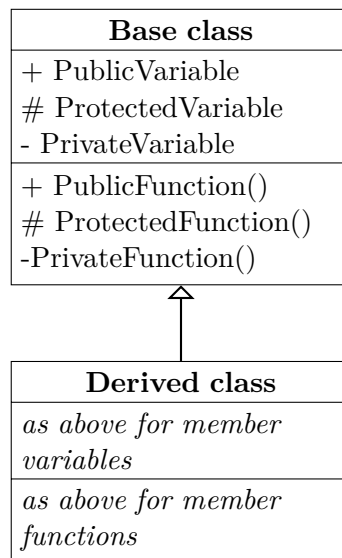 Base class
+ PublicVariable
# ProtectedVariable
- PrivateVariable
+ PublicFunction()
# ProtectedFunction()
-PrivateFunction()
Derived class
as above for member
variables
as above for member
functions